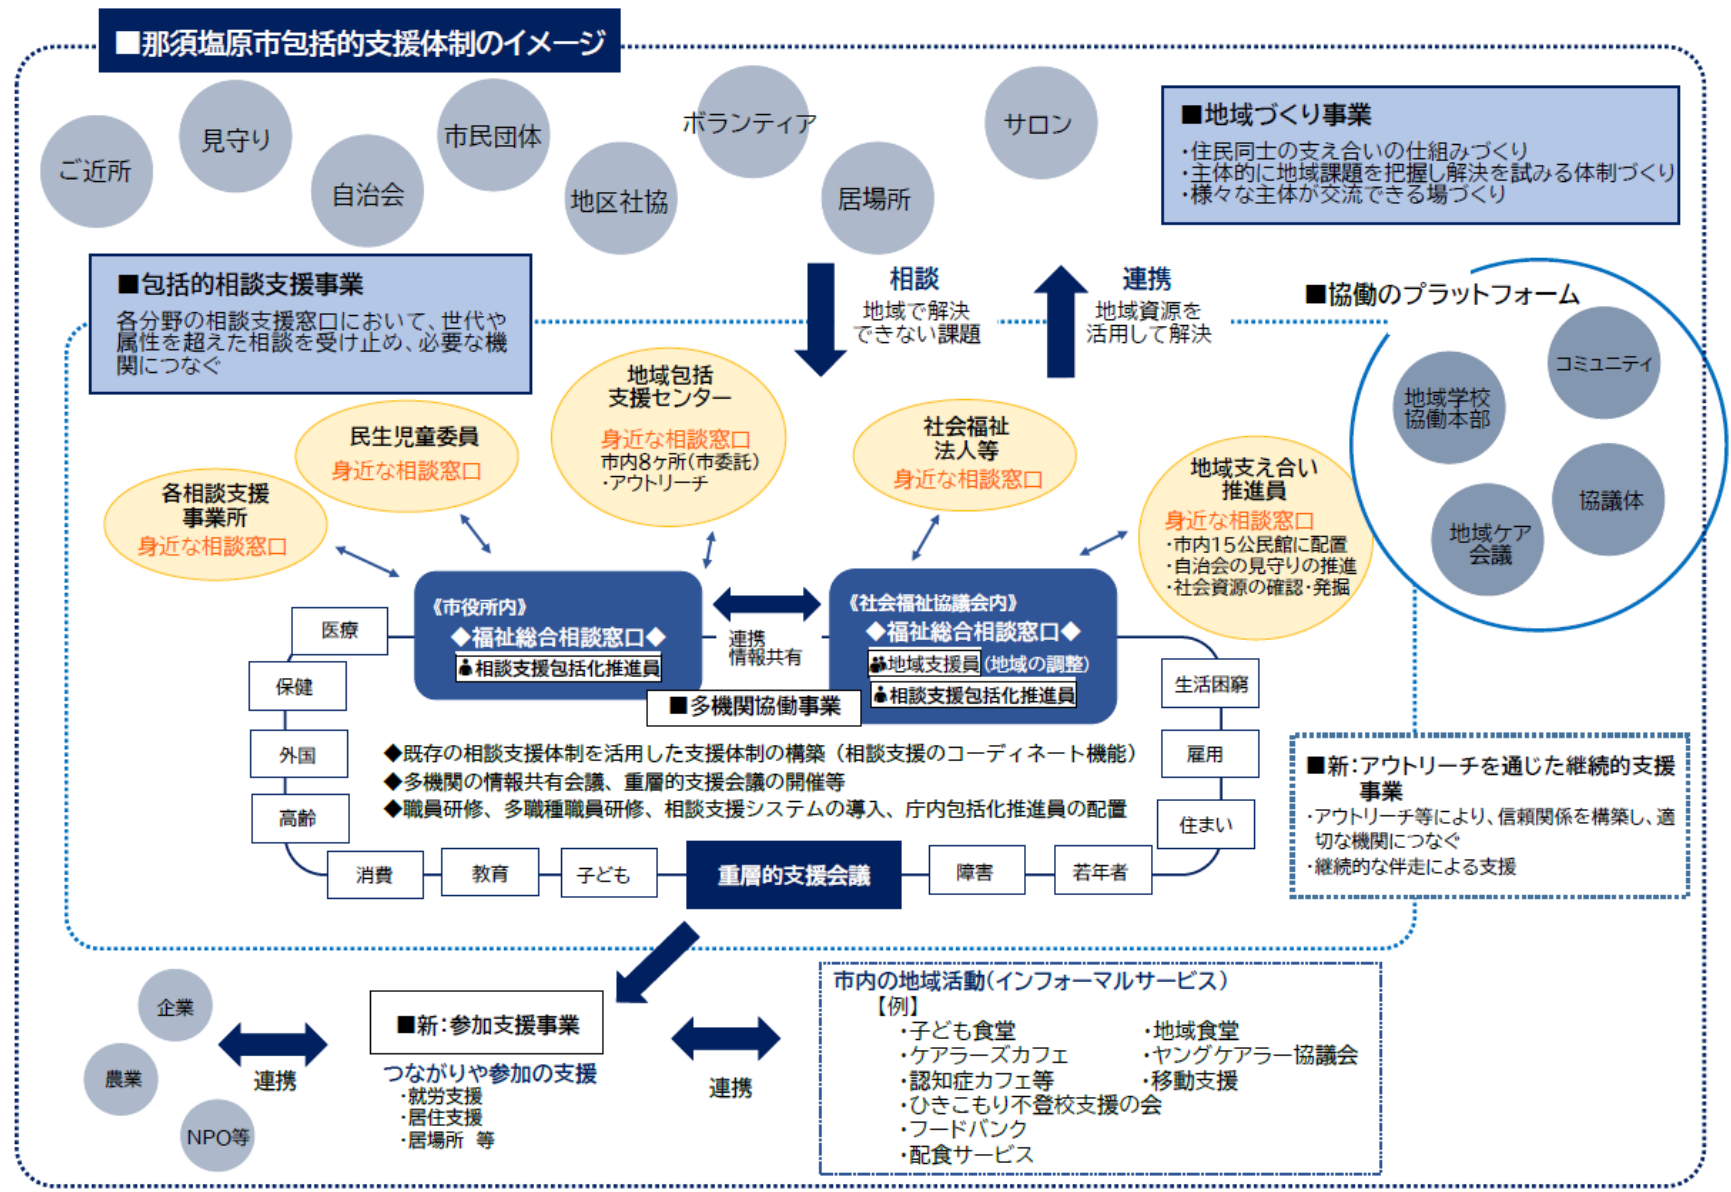 ■那須塩原市包括的支援体制のイメージ
ご近所
見守り
自治会
市民団体
地区社協
ボランティア
居場所
サロン
■地域づくり事業
・住民同士の支え合いの仕組みづくり
・主体的に地域課題を把握し解決を試みる体制づくり
・様々な主体が交流できる場づくり
■包括的相談支援事業
各分野の相談支援窓口において、世代や
属性を超えた相談を受け止め、必要な機
関につなぐ
相談
地域で解決
できない課題
連携
地域資源を
活用して解決
■協働のプラットフォーム
コミュニティ
地域学校
協働本部
協議体
地域ケア
会議
各相談支援
事業所
身近な相談窓口
民生児童委員
身近な相談窓口
地域包括
支援センター
身近な相談窓口
市内8ヶ所(市委託)
・アウトリーチ
社会福祉
法人等
身近な相談窓口
地域支え合い
推進員
身近な相談窓口
・市内15公民館に配置
・自治会の見守りの推進
・社会資源の確認・発掘
《市役所内》
◆福祉総合相談窓口◆
相談支援包括化推進員
連携
情報共有
《社会福祉協議会内》
◆福祉総合相談窓口◆
地域支援員(地域の調整)
相談支援包括化推進員
■多機関協働事業
◆既存の相談支援体制を活用した支援体制の構築（相談支援のコーディネート機能）
◆多機関の情報共有会議、重層的支援会議の開催等
◆職員研修、多職種職員研修、相談支援システムの導入、庁内包括化推進員の配置
医療
保健
外国
高齢
消費
教育
子ども
重層的支援会議
障害
若年者
住まい
雇用
生活困窮
■新：アウトリーチを通じた継続的支援
事業
・アウトリーチ等により、信頼関係を構築し、適
切な機関につなぐ
・継続的な伴走による支援
企業
農業
NPO等
連携
■新：参加支援事業
つながりや参加の支援
・就労支援
・居住支援
・居場所 等
連携
市内の地域活動(インフォーマルサービス)
【例】
・子ども食堂
・地域食堂
・ケアラーズカフェ
・ヤングケアラー協議会
・認知症カフェ等
・移動支援
・ひきこもり不登校支援の会
・フードバンク
・配食サービス